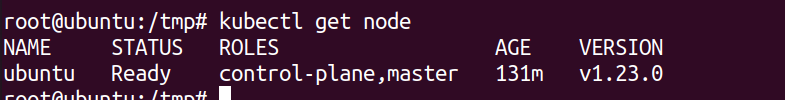 root@ubuntu:/tmp# kubectl get node
NAME     STATUS   ROLES                  AGE    VERSION
ubuntu   Ready    control-plane,master   131m   v1.23.0
root@ubuntu:/tmp#